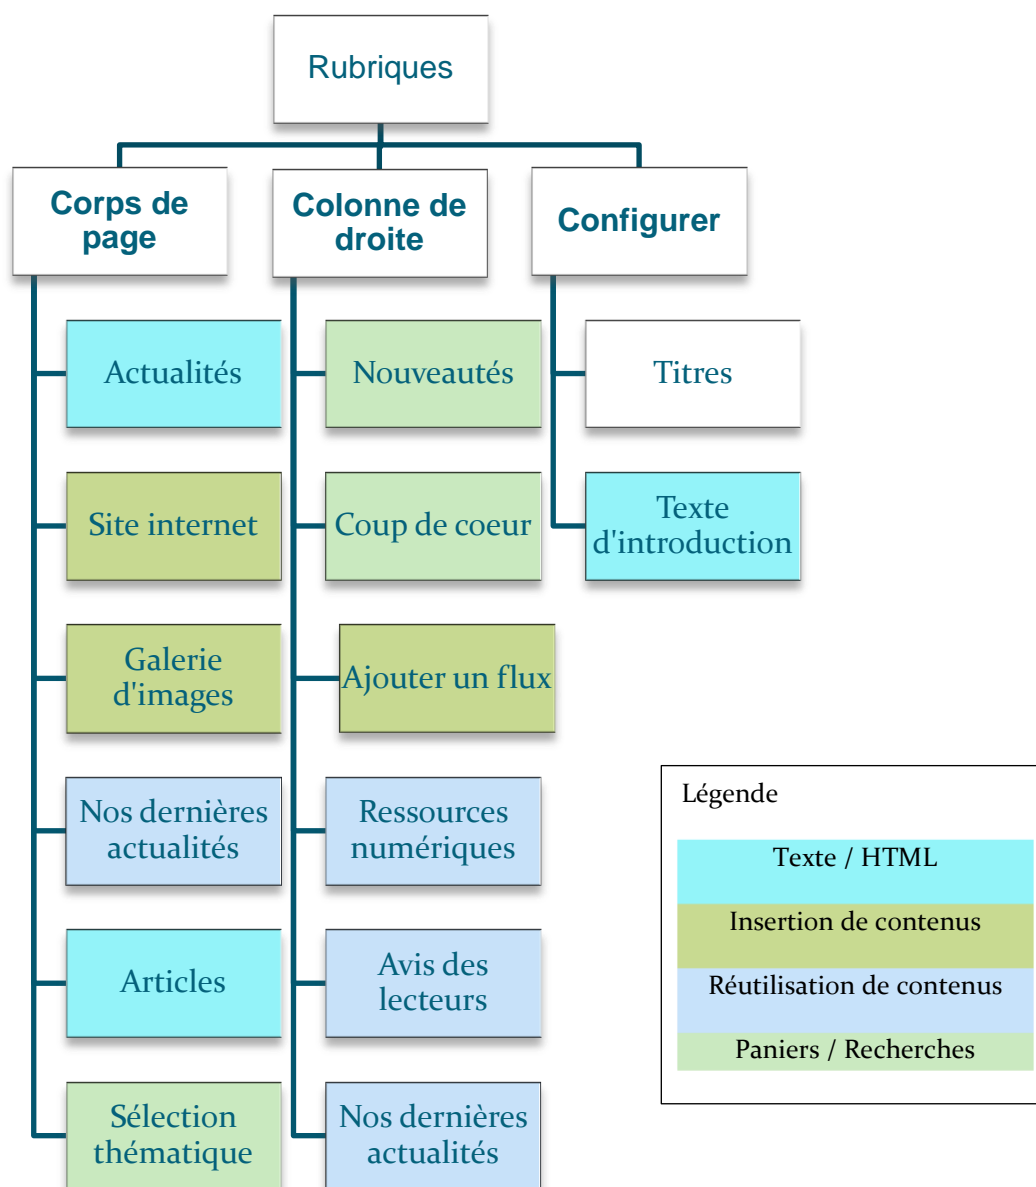 Rubriques
Corps de
page
Actualités
Site internet
Galerie
d'images
Nos dernières
actualités
Articles
Sélection
thématique
Colonne de
droite
Nouveautés
Coup de coeur
Ajouter un flux
Ressources
numériques
Avis des
lecteurs
Nos dernières
actualités
Configurer
Titres
Texte
d'introduction
Légende
Texte / HTML
Insertion de contenus
Réutilisation de contenus
Paniers / Recherches